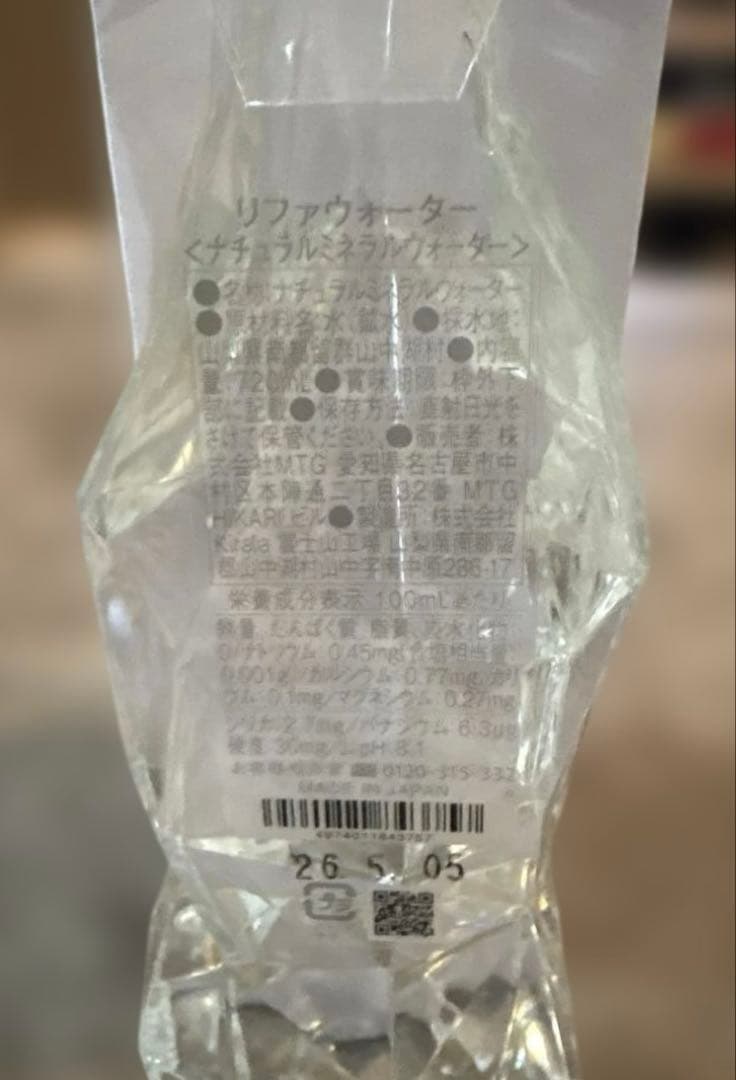 リファウォーター
<ナチュラルミネラルウォーター>
●名称:ナチュラルミネラルウォーター
●原材料名:水(鉱水)●採水地:
山梨県南都留郡山中湖村●内容
量:720mL●賞味期限:枠外下
部に記載●保存方法:直射日光を
さけて保管ください。●販売者:株
式会社MTG 愛知県名古屋市中
村区本陣通二丁目32番 MTG
HIKARIビル●製造所:株式会社
Kirala 富士山工場 山梨県南都留
郡山中湖村山中字南中原286-17
栄養成分表示 100mLあたり
熱量、たんぱく質、脂質、炭水化物
0/ナトリウム 0.45mg(食塩相当量
0.001g)/カルシウム 0.77mg/カリ
ウム 0.1mg/マグネシウム 0.27mg
シリカ 2.7mg/バナジウム 6.3μg
硬度 30mg/L pH 8.1
お客様相談室 0120-315-332
MADE IN JAPAN
26 5 05